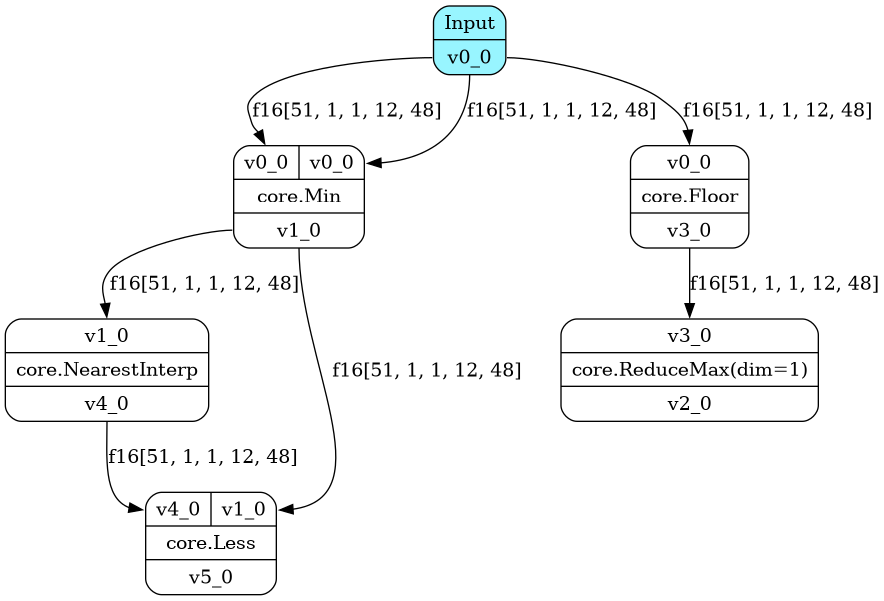 Input
v0_0
f16[51, 1, 1, 12, 48]
f16[51, 1, 1, 12, 48]
f16[51, 1, 1, 12, 48]
v0_0 v0_0
core.Min
v1_0
v0_0
core.Floor
v3_0
f16[51, 1, 1, 12, 48]
f16[51, 1, 1, 12, 48]
v1_0
core.NearestInterp
v4_0
f16[51, 1, 1, 12, 48]
v3_0
core.ReduceMax(dim=1)
v2_0
f16[51, 1, 1, 12, 48]
v4_0 v1_0
core.Less
v5_0